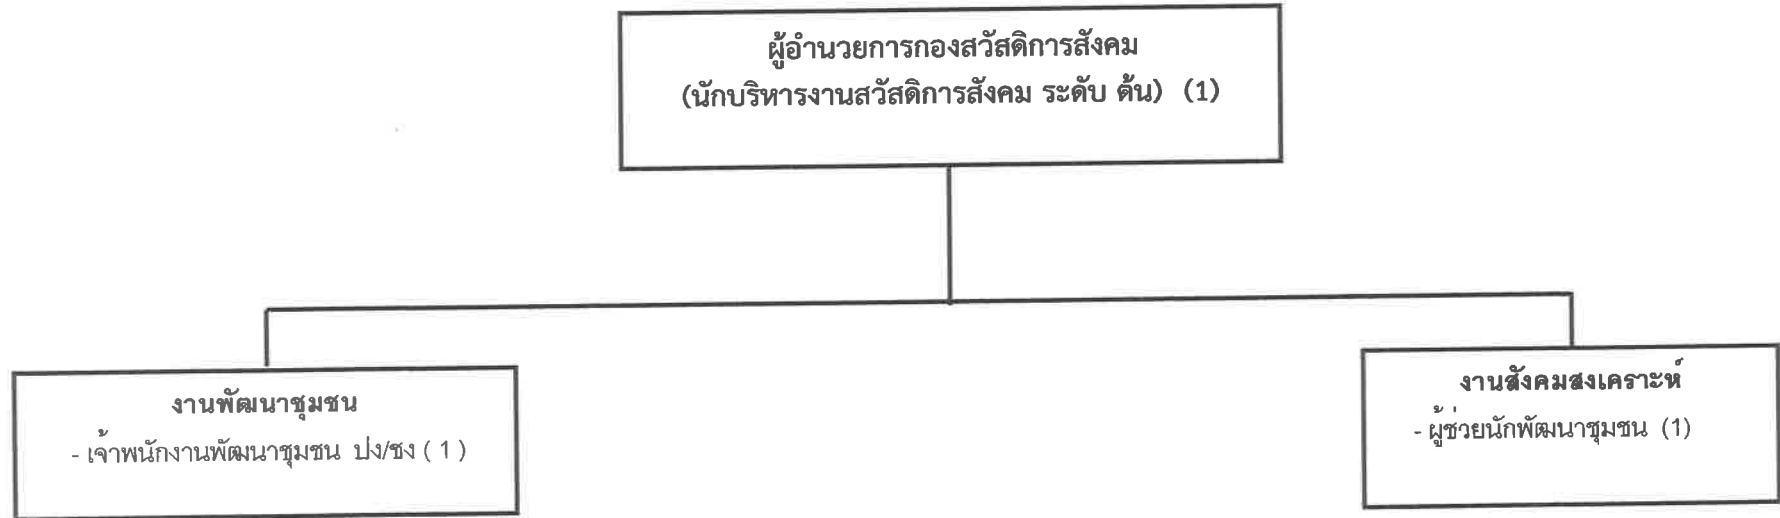 ผู้อำนวยการกองสวัสดิการสังคม
(นักบริหารงานสวัสดิการสังคม ระดับ ต้น) (1)
งานพัฒนาชุมชน
- เจ้าพนักงานพัฒนาชุมชน ปง/ชง ( 1 )
งานสังคมสงเคราะห์
- ผู้ช่วยนักพัฒนาชุมชน (1)